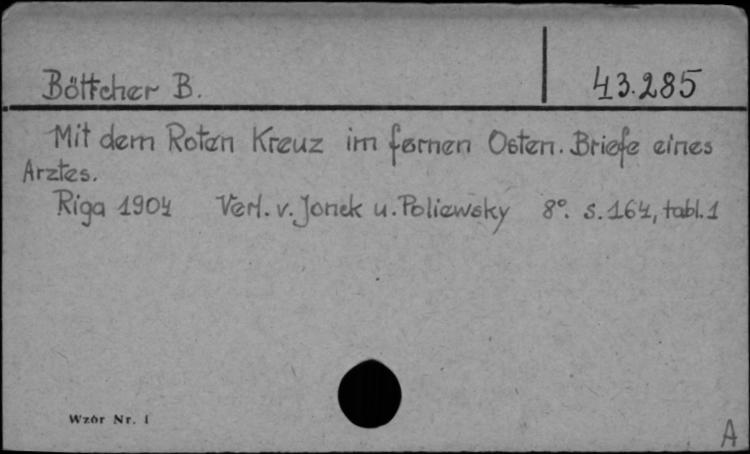 Böttcher B.
43.285
Mit dem Roten Kreuz im fernen Osten. Briefe eines
Arztes.
Riga 1904 Verl. v. Jonck u. Poliewsky 8°. s. 164, tabl. 1
Wzór Nr. 1
A